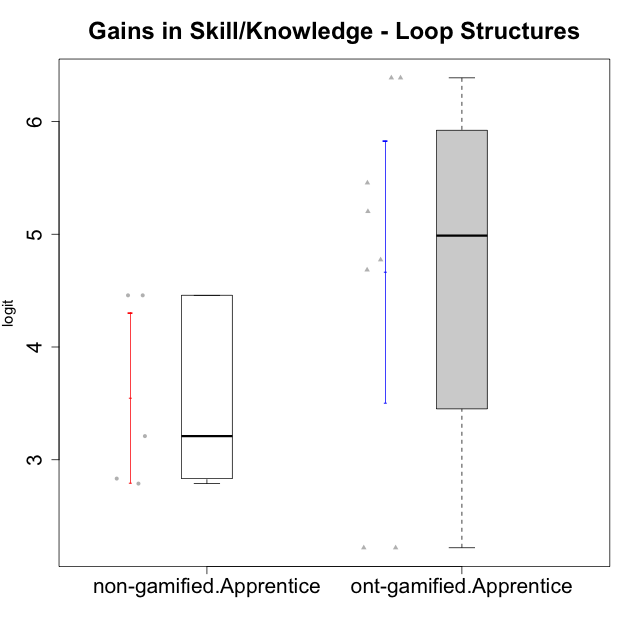 Gains in Skill/Knowledge - Loop Structures
logit
6
5
4
3
non-gamified.Apprentice
ont-gamified.Apprentice